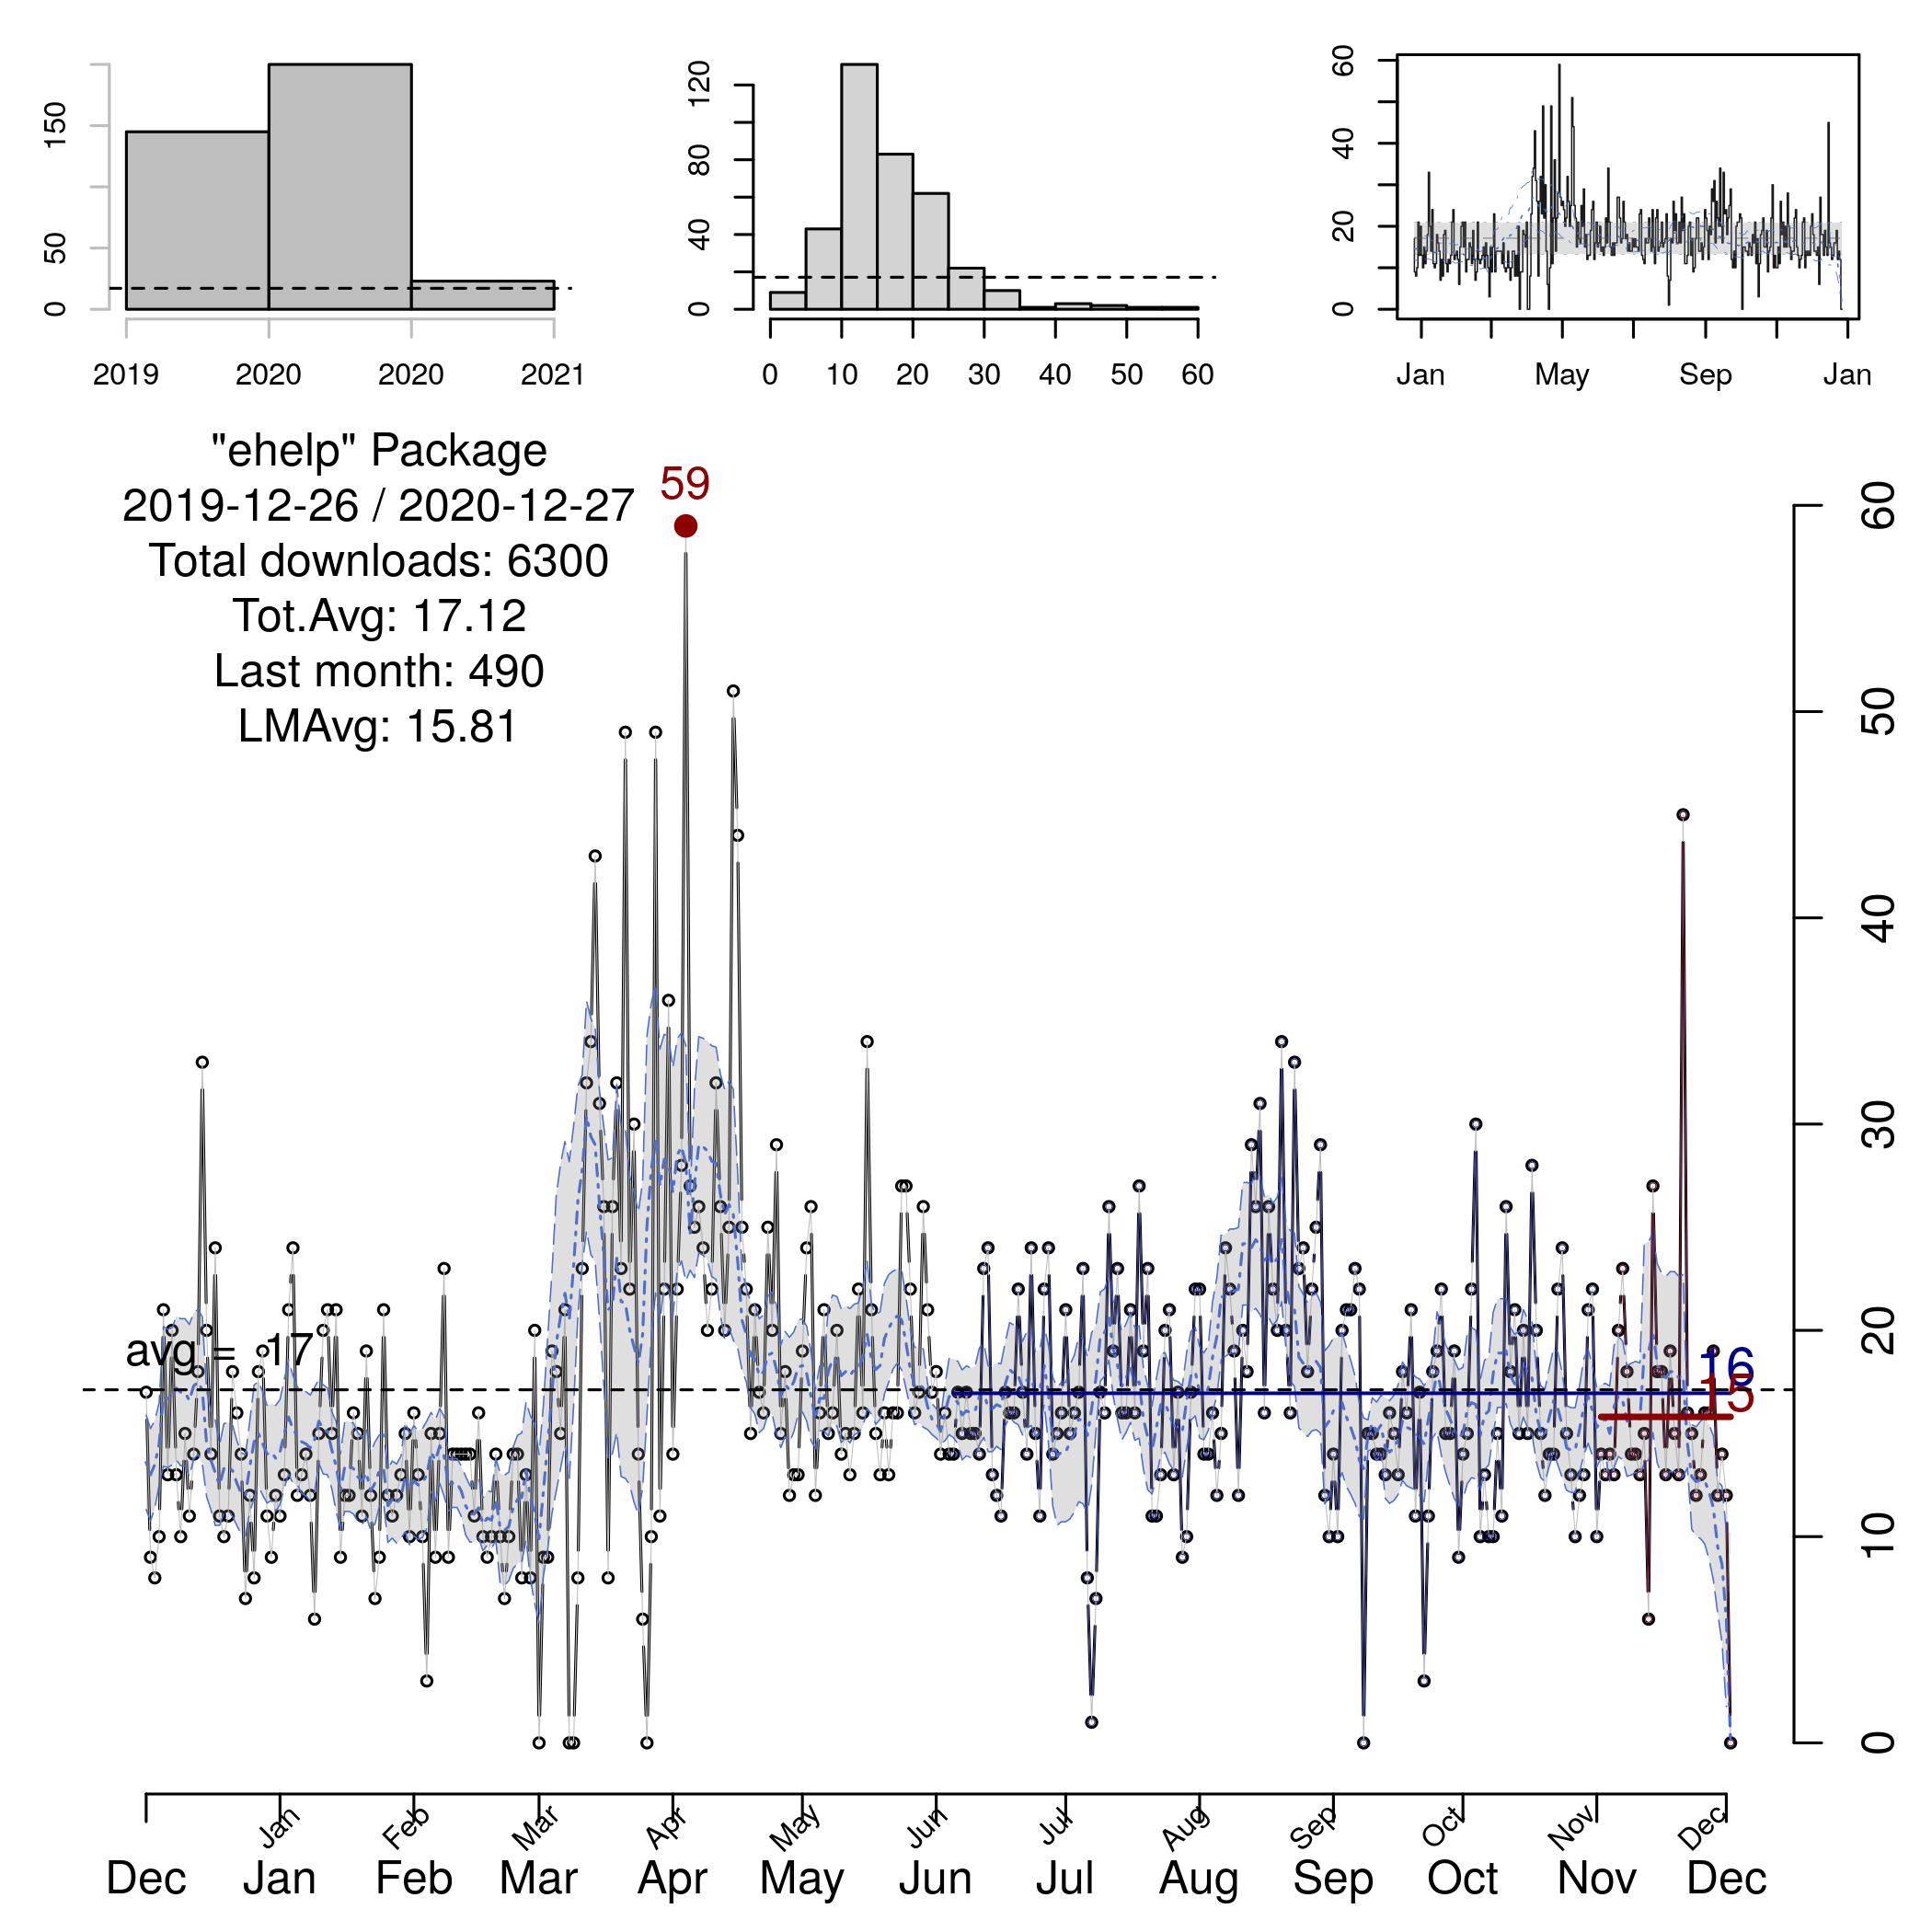 150
50
0
2019 2020 2020 2021
120
80
40
0
0 10 20 30 40 50 60
60
40
20
0
Jan May Sep Jan
"ehelp" Package
2019-12-26 / 2020-12-27
Total downloads: 6300
Tot.Avg: 17.12
Last month: 490
LMAvg: 15.81
59
avg = 17
16
15
60
50
40
30
20
10
0
Jan Feb Mar Apr May Jun Jul Aug Sep Oct Nov Dec
Dec Jan Feb Mar Apr May Jun Jul Aug Sep Oct Nov Dec